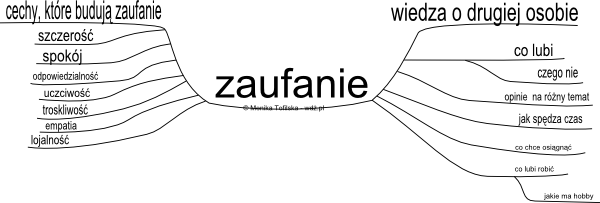 cechy, które budują zaufanie
szczerość
spokój
odpowiedzialność
uczciwość
troskliwość
empatia
lojalność
zaufanie
© Monika Tofilska - wdż.pl
wiedza o drugiej osobie
co lubi
czego nie
opinie na różny temat
jak spędza czas
co chce osiągnąć
co lubi robić
jakie ma hobby